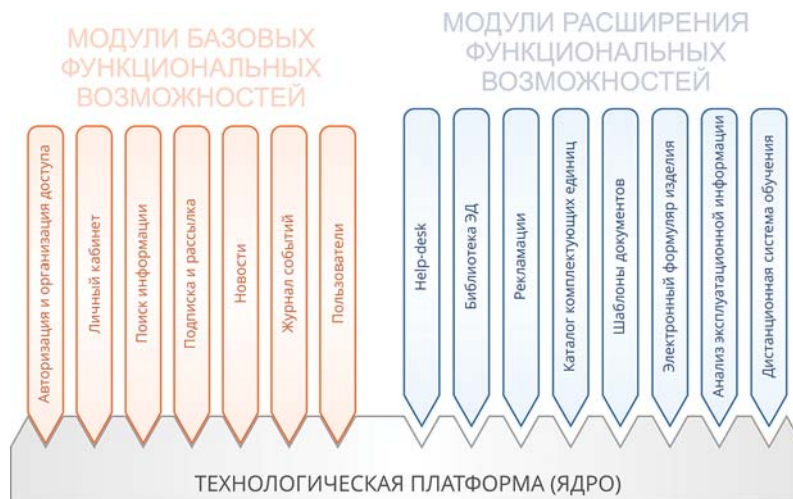 МОДУЛИ БАЗОВЫХ
ФУНКЦИОНАЛЬНЫХ
ВОЗМОЖНОСТЕЙ
МОДУЛИ РАСШИРЕНИЯ
ФУНКЦИОНАЛЬНЫХ
ВОЗМОЖНОСТЕЙ
Авторизация и организация доступа
Личный кабинет
Поиск информации
Подписка и рассылка
Новости
Журнал событий
Пользователи
Help-desk
Библиотека ЭД
Рекламации
Каталог комплектующих единиц
Шаблоны документов
Электронный формуляр изделия
Анализ эксплуатационной информации
Дистанционная система обучения
ТЕХНОЛОГИЧЕСКАЯ ПЛАТФОРМА (ЯДРО)